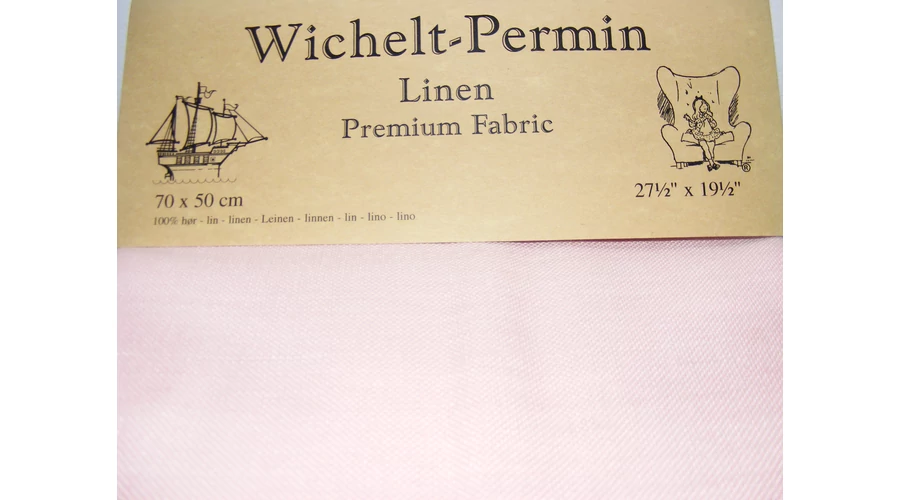 Wichelt-Permin
Linen
Premium Fabric
70 x 50 cm
27½" x 19½"
100% hør - lin - linen - Leinen - linnen - lin - lino - lino
®